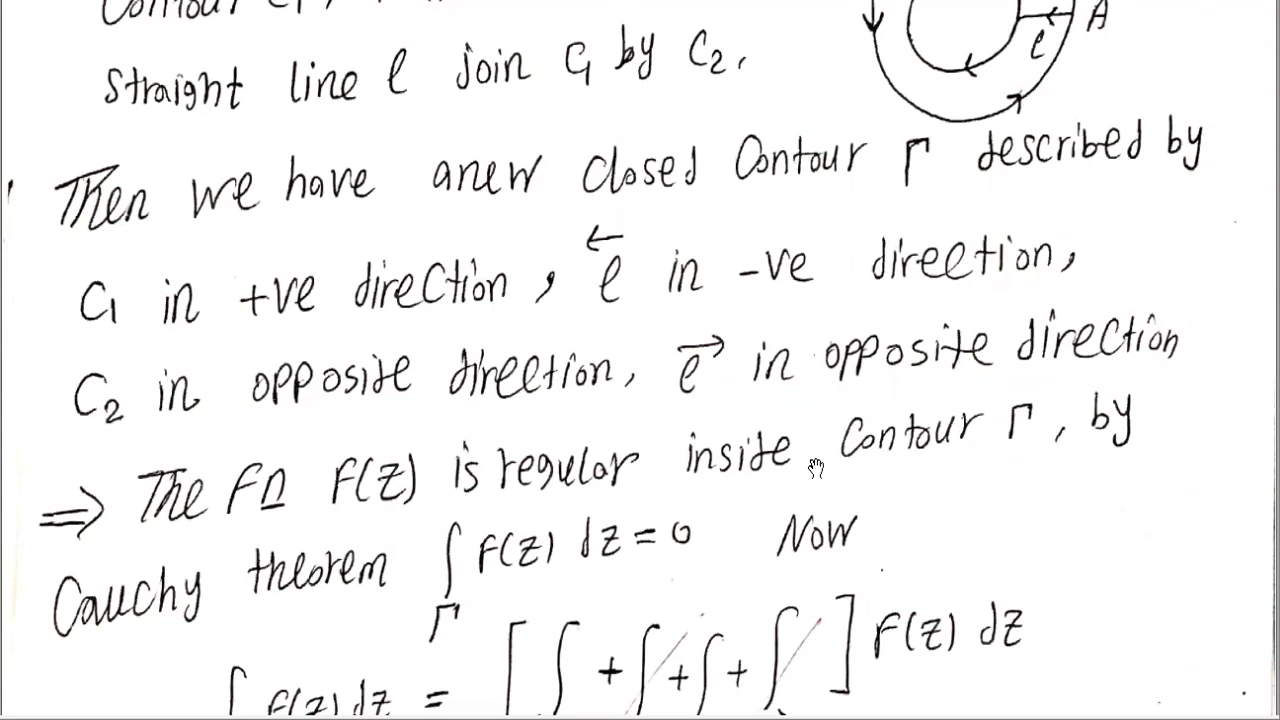 Straight line l join C1 by C2,
A
l
Then we have anew closed Contour Γ described by
C1 in +ve direction, ←l in -ve direction,
C2 in opposite direction, →l in opposite direction
⇒ The Fn F(z) is regular inside Contour Γ, by
Cauchy theorem ∫Γ F(z) dz = 0 Now
∫ F(z) dz = [∫ + ∫ + ∫ + ∫] F(z) dz